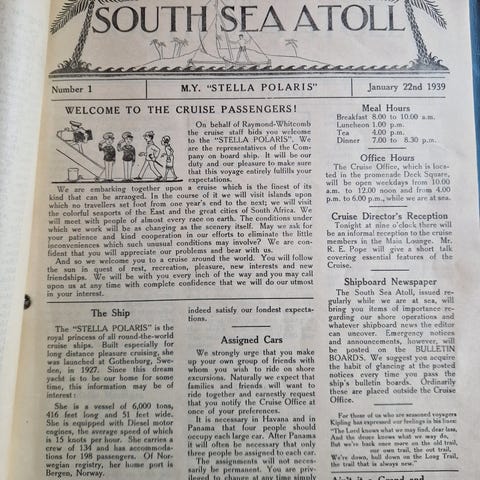 SOUTH SEA ATOLL
Number 1
M.Y. "STELLA POLARIS"
January 22nd 1939
WELCOME TO THE CRUISE PASSENGERS!
On behalf of Raymond-Whitcomb
the cruise staff bids you welcome
to the "STELLA POLARIS". We
are the representatives of the Com-
pany on board ship. It will be our
duty and our pleasure to make sure
that this voyage entirely fulfills your
expectations.
We are embarking together upon a cruise which is the finest of its
kind that can be arranged. In the course of it we will visit islands upon
which no travellers set foot from one year's end to the next; we will visit
the colorful seaports of the East and the great cities of South Africa. We
will meet with people of almost every race on earth. The conditions under
which we work will be as changing as the scenery itself. May we ask for
your patience and kind cooperation in our efforts to eliminate the little
inconveniences which such unusual conditions may involve? We are con-
fident that you will appreciate our problems and bear with us.
And so we welcome you to a cruise around the world. You will follow
the sun in quest of rest, recreation, pleasure, new interests and new
friendships. We will be with you every inch of the way and you may call
upon us at any time with complete confidence that we will do our utmost
in your interest.
The Ship
The "STELLA POLARIS" is the
royal princess of all round-the-world
cruise ships. Built especially for
long distance pleasure cruising, she
was launched at Gothenburg, Swe-
den, in 1927. Since this dream
yacht is to be our home for some
time, this information may be of
interest:
She is a vessel of 6,000 tons,
416 feet long and 51 feet wide.
She is equipped with Diesel motor
engines, the average speed of which
is 15 knots per hour. She carries a
crew of 134 and has accommoda-
tions for 198 passengers. Of Nor-
wegian registry, her home port is
Bergen, Norway.
indeed satisfy our fondest expecta-
tions.
Assigned Cars
We strongly urge that you make
up your own group of friends with
whom you wish to ride on shore
excursions. Naturally we expect that
families and friends will want to
ride together and earnestly request
that you notify the Cruise Office at
once of your preferences.
It is necessary in Havana and in
Panama that four people should
occupy each large car. After Panama
it will often be necessary that only
three people be assigned to each car.
The assignments will not neces-
sarily be permanent. You are privi-
leged to change at any time simply
Meal Hours
Breakfast 8.00 to 10.00 a.m.
Luncheon 1.00 p.m.
Tea 4.00 p.m.
Dinner 7.00 to 8.30 p.m.
Office Hours
The Cruise Office, which is loca-
ted in the promenade Deck Square,
will be open weekdays from 10.00
a.m. to 12.00 noon and from 4.00
p.m. to 6.00 p.m., while we are at sea.
Cruise Director's Reception
Tonight at nine o'clock there will
be an informal reception to the cruise
members in the Main Lounge. Mr.
R. E. Pope will give a short talk
covering essential features of the
Cruise.
Shipboard Newspaper
The South Sea Atoll, issued regu-
larly while we are at sea, will
bring you items of importance re-
garding our shore operations and
whatever shipboard news the editor
can uncover. Emergency notices
and announcements, however, will
be posted on the BULLETIN
BOARDS. We suggest you acquire
the habit of glancing at the posted
notices every time you pass the
ship's bulletin boards. Ordinarily
these are placed outside the Cruise
Office.
For those of us who are seasoned voyagers
Kipling has expressed our feelings in his lines:
"The Lord knows what we may find, dear lass,
And the deuce knows what we may do,
But we're back once more on the old trail,
our own trail, the out trail,
We're down, hull down on the Long Trail,
the trail that is always new."
Ain't it a Grand and